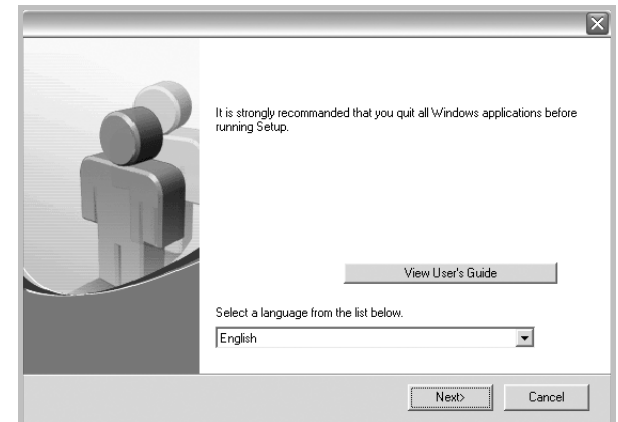 It is strongly recommanded that you quit all Windows applications before
running Setup.
View User's Guide
Select a language from the list below.
English
Next>
Cancel